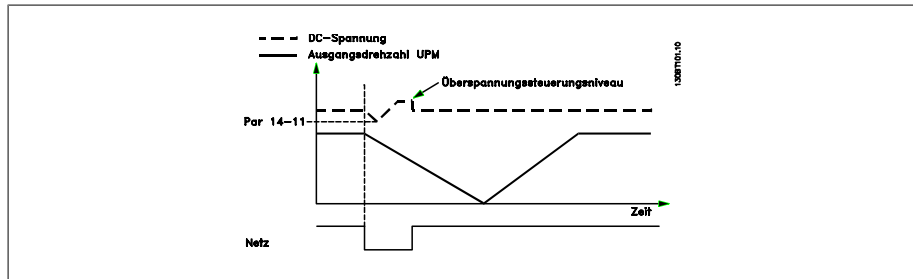 DC-Spannung
Ausgangsdrehzahl UPM
Überspannungssteuerungsniveau
Par 14-11
Zeit
Netz
130BT101.10